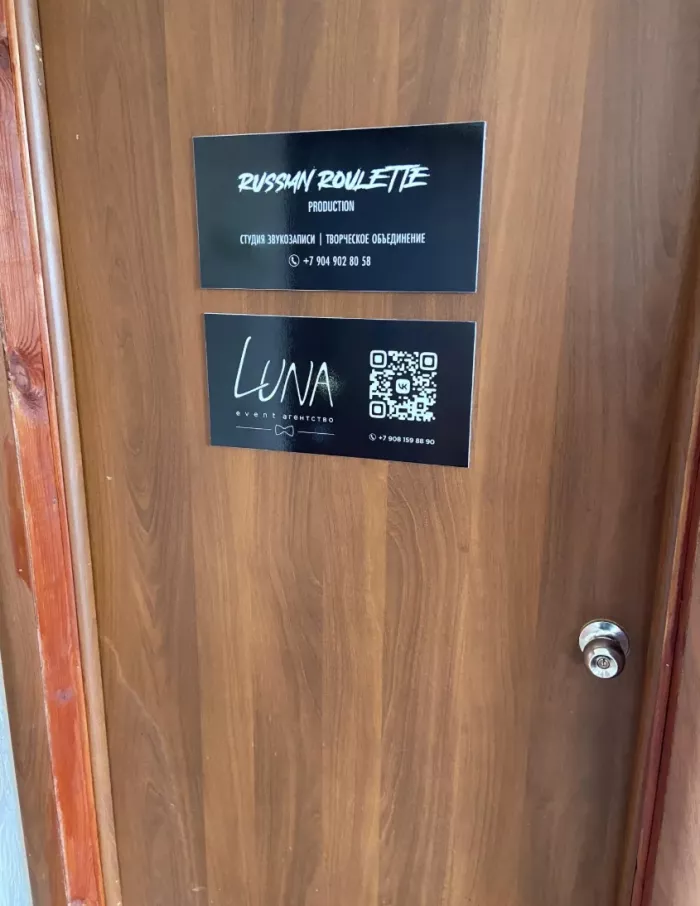 RUSSIAN ROULETTE
PRODUCTION
СТУДИЯ ЗВУКОЗАПИСИ | ТВОРЧЕСКОЕ ОБЪЕДИНЕНИЕ
+7 904 902 80 58
LUNA
event агентство
+7 908 159 88 90